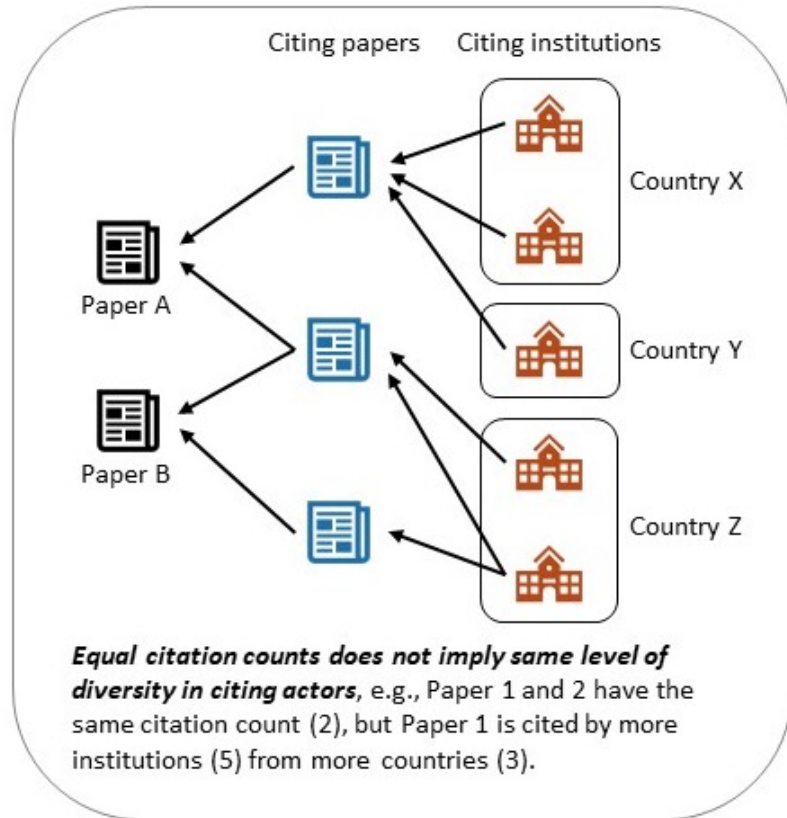 Citing papers
Citing institutions
Country X
Paper A
Country Y
Paper B
Country Z
Equal citation counts does not imply same level of
diversity in citing actors, e.g., Paper 1 and 2 have the
same citation count (2), but Paper 1 is cited by more
institutions (5) from more countries (3).